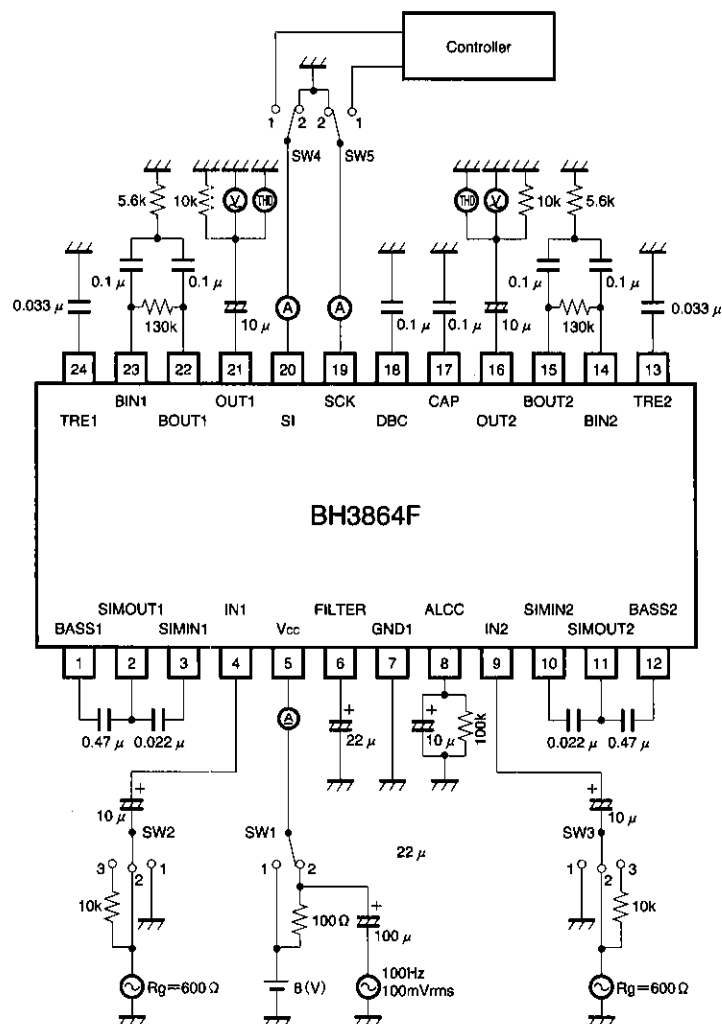 Controller
1 2 2 1
SW4 SW5
5.6k 10k V THD THD V 10k 5.6k
0.1 μ 0.1 μ 0.1 μ 0.1 μ
0.033 μ 130k 10 μ A A 0.1 μ 0.1 μ 10 μ 130k 0.033 μ
24 23 22 21 20 19 18 17 16 15 14 13
BIN1 OUT1 SCK CAP BOUT2 TRE2
TRE1 BOUT1 SI DBC OUT2 BIN2
BH3864F
SIMOUT1 IN1 FILTER ALCC SIMIN2 BASS2
BASS1 SIMIN1 Vcc GND1 IN2 SIMOUT2
1 2 3 4 5 6 7 8 9 10 11 12
A + + 
0.47 μ 0.022 μ 22 μ 10 μ 100k 0.022 μ 0.47 μ
+ +
10 μ 10 μ
SW2 SW1 SW3
22 μ
3 2 1 1 2 1 2 3
+
10k 100Ω 100 μ 10k
Rg=600Ω 8(V) 100Hz Rg=600Ω
100mVrms